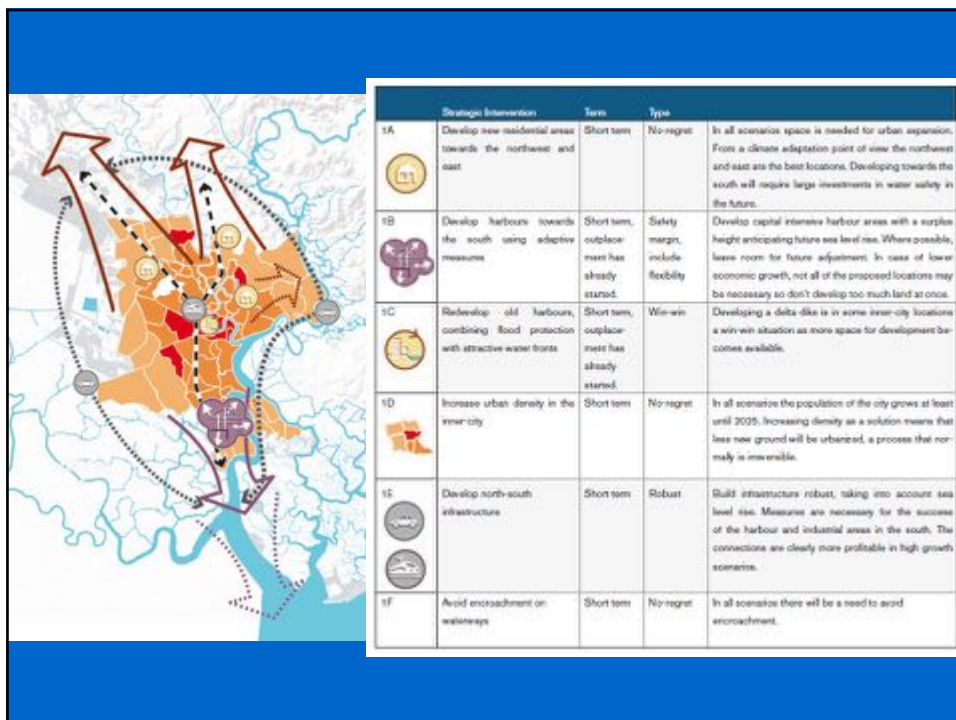 Strategic Intervention Term Type
1A Develop new residential areas Short term No-regret In all scenarios space is needed for urban expansion.
towards the northwest and From a climate adaptation point of view the northwest
east and east are the best locations. Developing towards the
south will require large investments in water safety in
the future.
1B Develop harbours towards Short term, Safety Develop capital intensive harbour areas with a surplus
the south using adaptive outplace- margin, height anticipating future sea level rise. Where possible,
measures ment has include leave room for future adjustment. In case of lower
already flexibility economic growth, not all of the proposed locations may
started. be necessary so don't develop too much land at once.
1C Redevelop old harbours, Short term, Win-win Developing a delta dike is in some inner-city locations
combining flood protection outplace- a win-win situation as more space for development be-
with attractive water fronts ment has comes available.
already
started.
1D Increase urban density in the Short term No-regret In all scenarios the population of the city grows at least
inner-city until 2025. Increasing density as a solution means that
less new ground will be urbanized, a process that nor-
mally is irreversible.
1E Develop north-south Short term Robust Build infrastructure robust, taking into account sea
infrastructure level rise. Measures are necessary for the success
of the harbour and industrial areas in the south. The
connections are clearly more profitable in high growth
scenarios.
1F Avoid encroachment on Short term No-regret In all scenarios there will be a need to avoid
waterways encroachment.